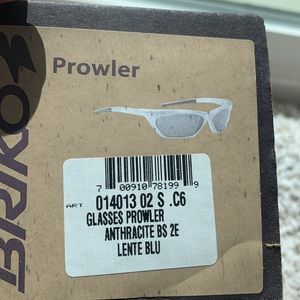 BRIKO
Prowler
7 00910 78199 9
ART. 014013 02 S .C6
GLASSES PROWLER
ANTHRACITE BS 2E
LENTE BLU